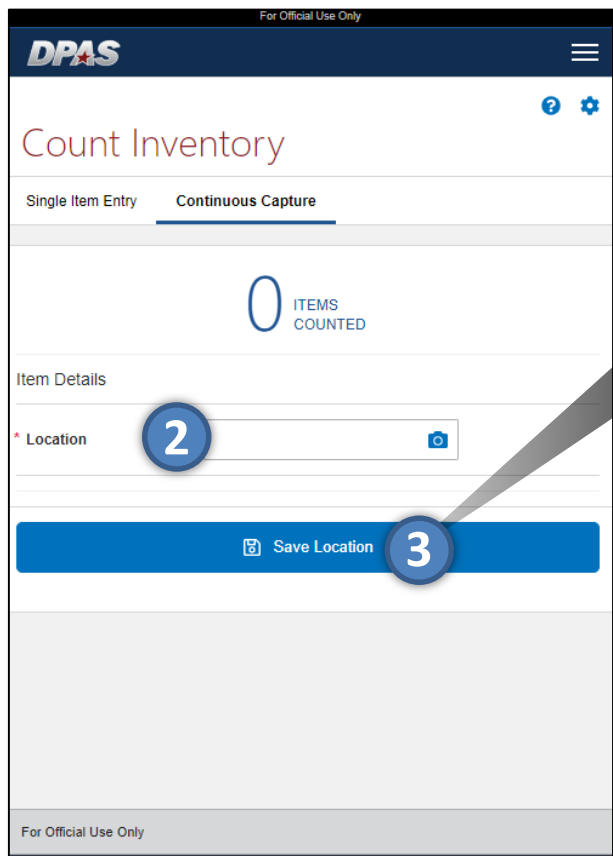 For Official Use Only
DPAS
Count Inventory
Single Item Entry Continuous Capture
0 ITEMS
COUNTED
Item Details
* Location 2
Save Location 3
For Official Use Only